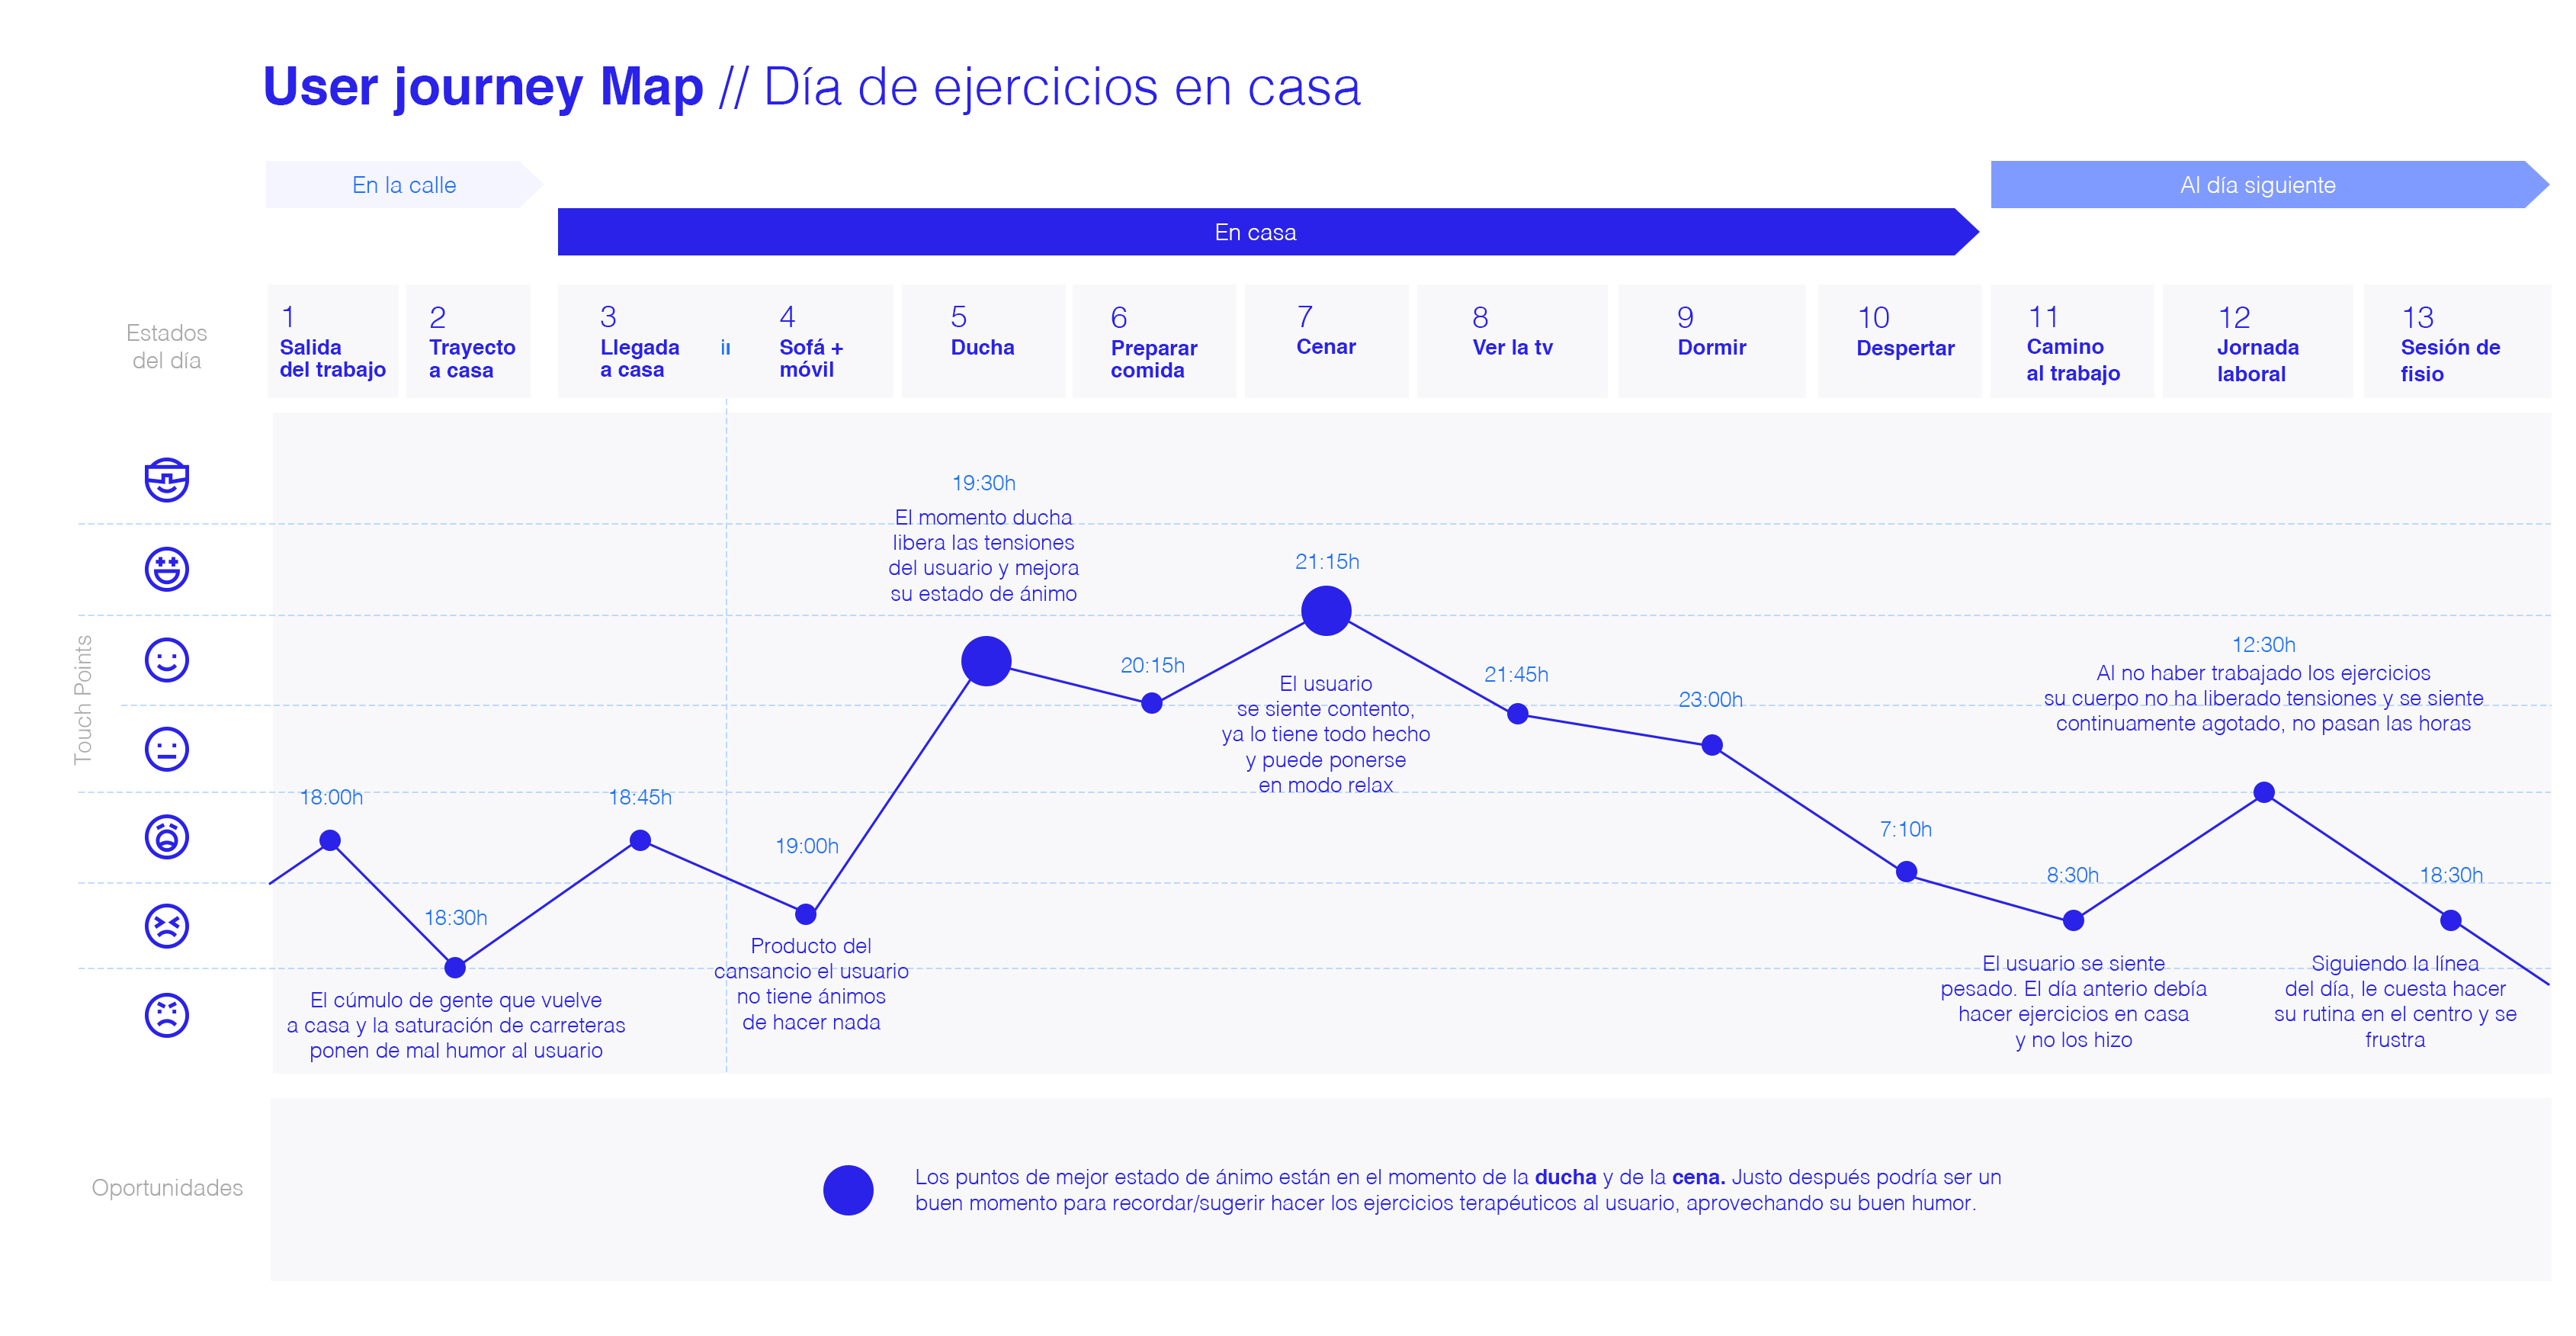 User journey Map // Día de ejercicios en casa
En la calle
Al día siguiente
En casa
Estados
del día
1
Salida
del trabajo
2
Trayecto
a casa
3
Llegada
a casa
4
Sofá +
móvil
5
Ducha
6
Preparar
comida
7
Cenar
8
Ver la tv
9
Dormir
10
Despertar
11
Camino
al trabajo
12
Jornada
laboral
13
Sesión de
fisio
Touch Points
18:00h
18:30h
El cúmulo de gente que vuelve
a casa y la saturación de carreteras
ponen de mal humor al usuario
18:45h
19:00h
Producto del
cansancio el usuario
no tiene ánimos
de hacer nada
19:30h
El momento ducha
libera las tensiones
del usuario y mejora
su estado de ánimo
20:15h
21:15h
El usuario
se siente contento,
ya lo tiene todo hecho
y puede ponerse
en modo relax
21:45h
23:00h
7:10h
8:30h
El usuario se siente
pesado. El día anterio debía
hacer ejercicios en casa
y no los hizo
12:30h
Al no haber trabajado los ejercicios
su cuerpo no ha liberado tensiones y se siente
continuamente agotado, no pasan las horas
18:30h
Siguiendo la línea
del día, le cuesta hacer
su rutina en el centro y se
frustra
Oportunidades
Los puntos de mejor estado de ánimo están en el momento de la ducha y de la cena. Justo después podría ser un
buen momento para recordar/sugerir hacer los ejercicios terapéuticos al usuario, aprovechando su buen humor.